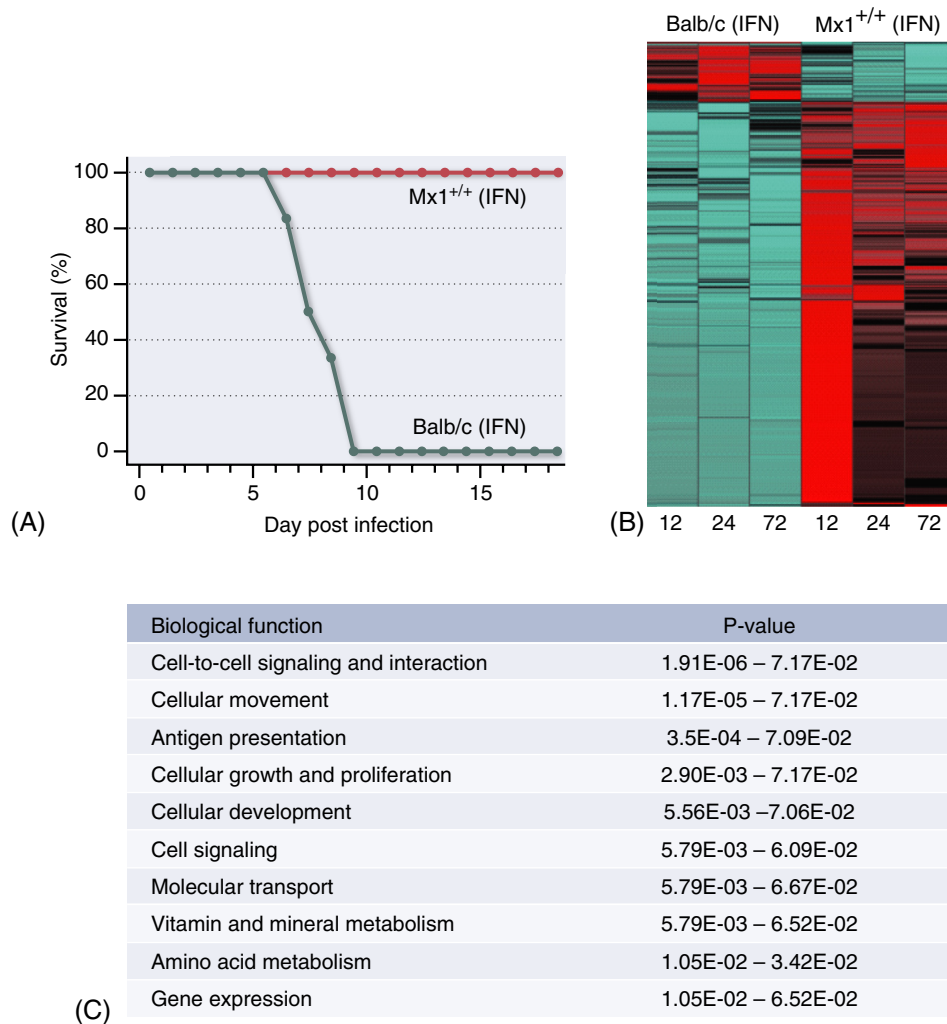 Balb/c (IFN) Mx1+/+ (IFN)
100
80
60
40
20
0
Survival (%)
Mx1+/+ (IFN)
Balb/c (IFN)
0 5 10 15
Day post infection
(A)
(B)
12 24 72 12 24 72
Biological function P-value
Cell-to-cell signaling and interaction 1.91E-06 – 7.17E-02
Cellular movement 1.17E-05 – 7.17E-02
Antigen presentation 3.5E-04 – 7.09E-02
Cellular growth and proliferation 2.90E-03 – 7.17E-02
Cellular development 5.56E-03 –7.06E-02
Cell signaling 5.79E-03 – 6.09E-02
Molecular transport 5.79E-03 – 6.67E-02
Vitamin and mineral metabolism 5.79E-03 – 6.52E-02
Amino acid metabolism 1.05E-02 – 3.42E-02
Gene expression 1.05E-02 – 6.52E-02
(C)